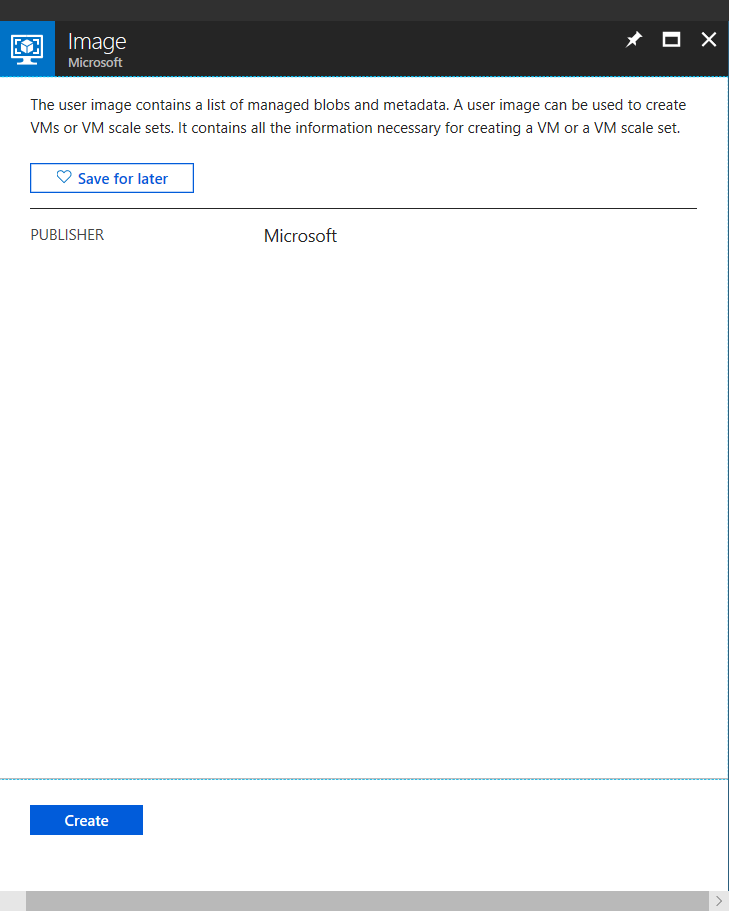 Image
Microsoft
The user image contains a list of managed blobs and metadata. A user image can be used to create
VMs or VM scale sets. It contains all the information necessary for creating a VM or a VM scale set.
Save for later
PUBLISHER Microsoft
Create